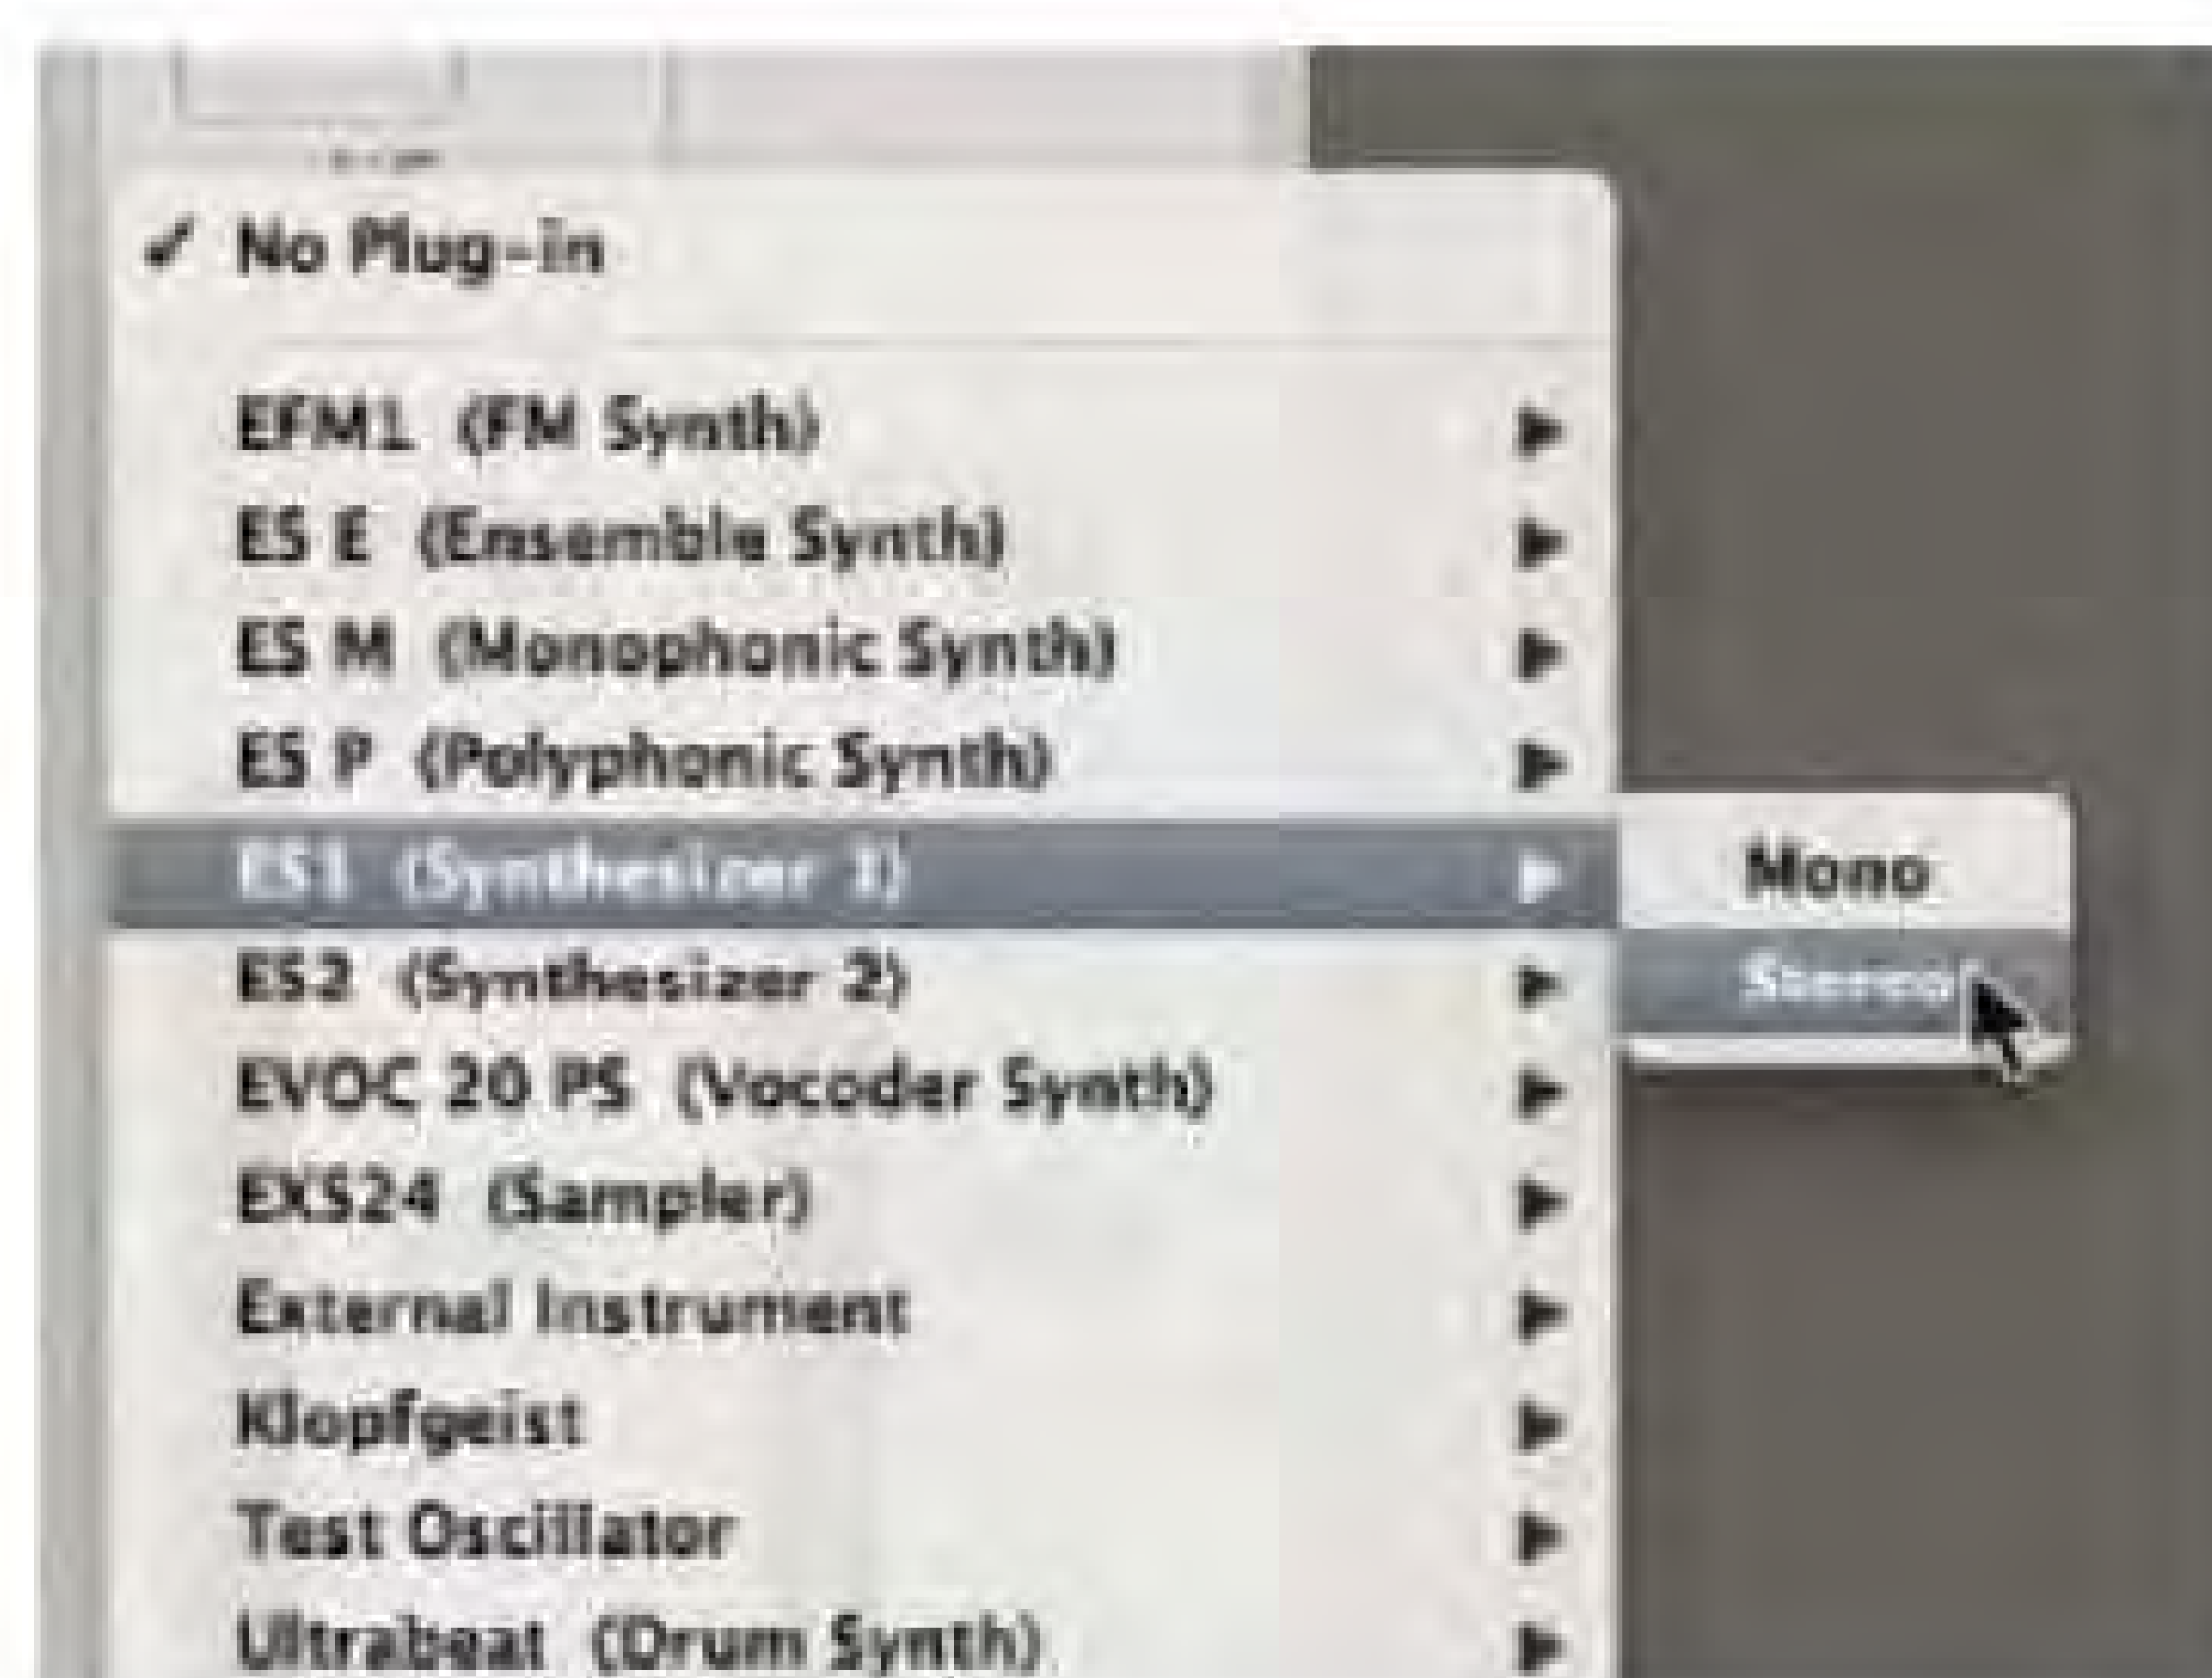 ✓ No Plug-in
EFM1 (FM Synth)
ES E (Ensemble Synth)
ES M (Monophonic Synth)
ES P (Polyphonic Synth)
ES1 (Synthesizer 1)
Mono
Stereo
ES2 (Synthesizer 2)
EVOC 20 PS (Vocoder Synth)
EXS24 (Sampler)
External Instrument
Klopfgeist
Test Oscillator
Ultrabeat (Drum Synth)